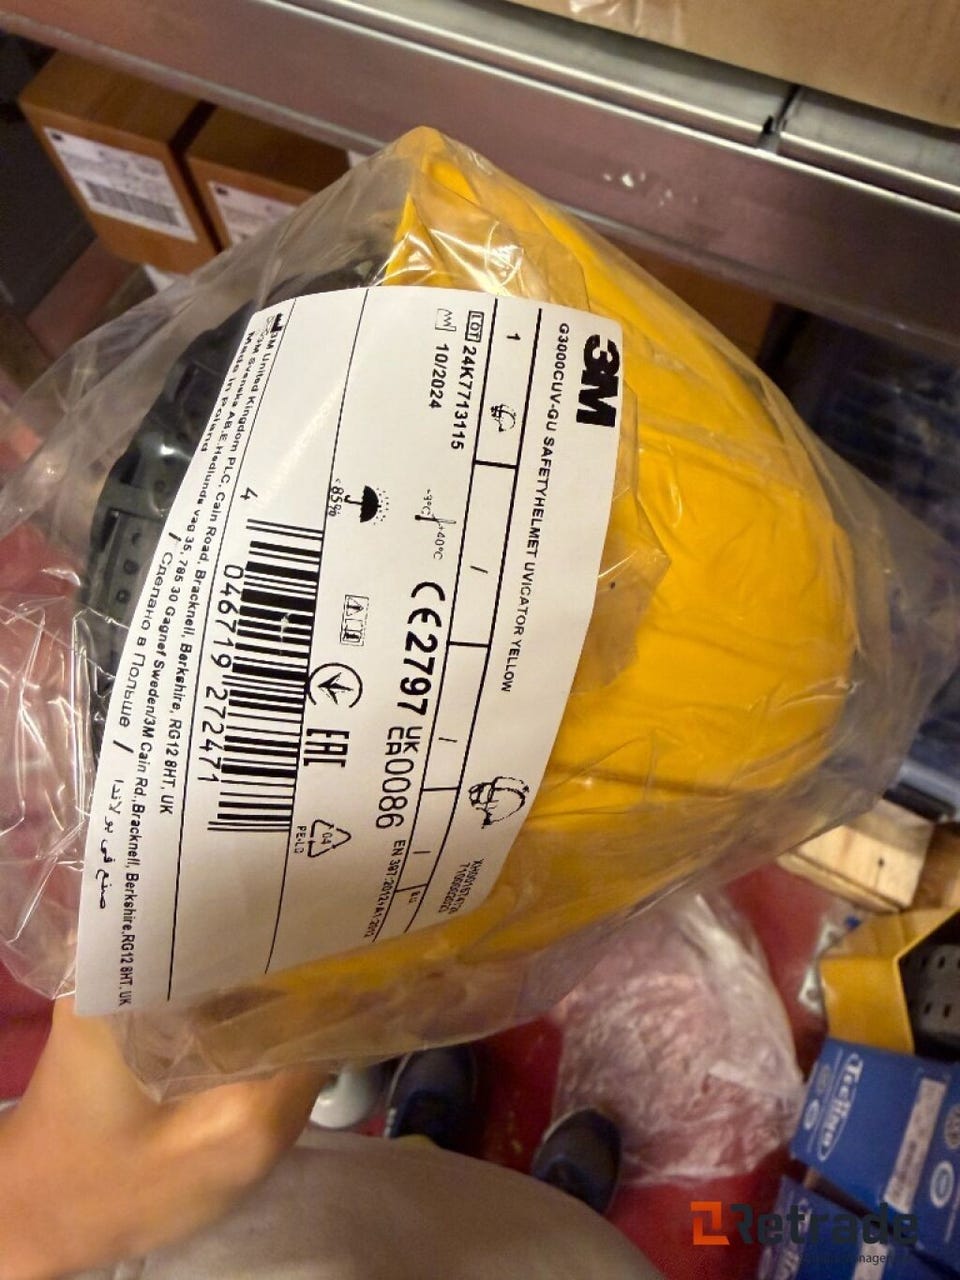 3M
G3000CUV-GU SAFETYHELMET UVICATOR YELLOW
1
/
/
/
LOT 24K7713115
10/2024
-30°C
+40°C
CE 2797
UK CA 0086
EN 397:2012+A1:2012
<85%
EAC
04
PE-LD
4 046719 272471
3M United Kingdom PLC, Cain Road, Bracknell, Berkshire, RG12 8HT, UK
3M Svenska AB, Hedlunda väg 35, 785 30 Gagnef Sweden/3M Cain Rd., Bracknell, Berkshire, RG12 8HT, UK
Made in Poland / Сделано в Польше / صنع في بولاندا
Retrade